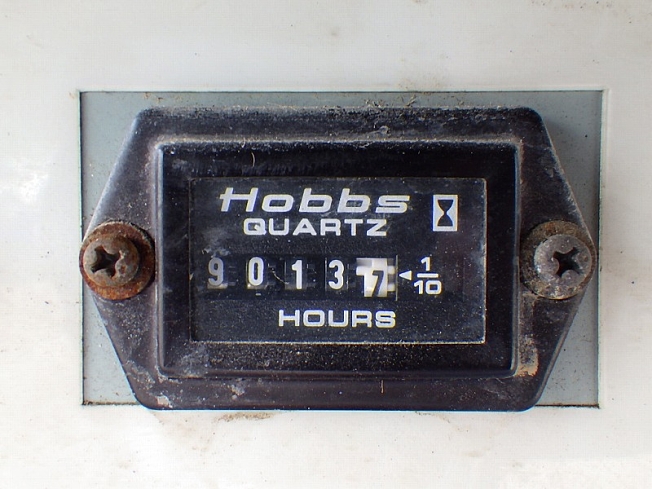 Hobbs
QUARTZ
9013 7 ◄ 1/10
HOURS